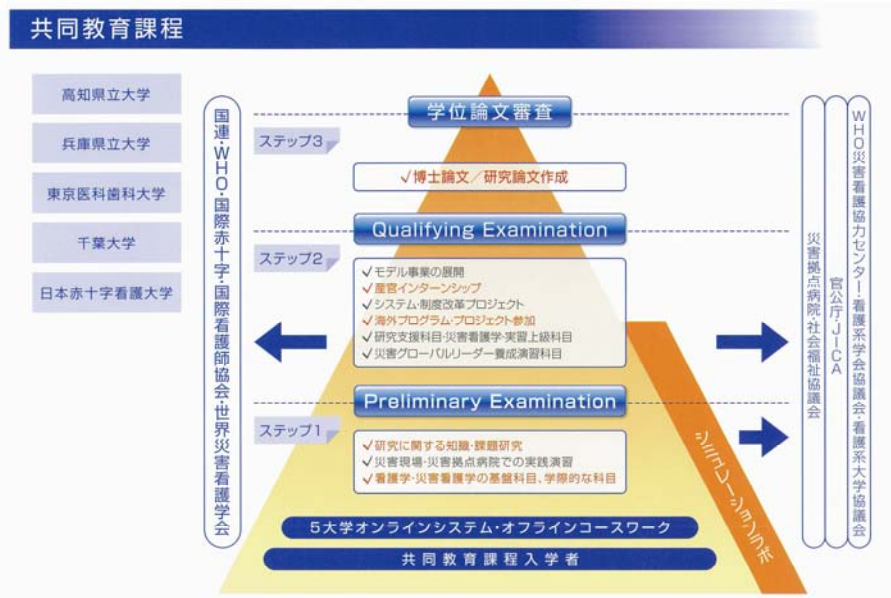 共同教育課程
高知県立大学
兵庫県立大学
東京医科歯科大学
千葉大学
日本赤十字看護大学
国連・WHO・国際赤十字・国際看護師協会・世界災害看護学会
学位論文審査
ステップ3
✓博士論文／研究論文作成
Qualifying Examination
ステップ2
✓モデル事業の展開
✓産官インターンシップ
✓システム・制度改革プロジェクト
✓海外プログラム・プロジェクト参加
✓研究支援科目・災害看護学・実習上級科目
✓災害グローバルリーダー養成演習科目
Preliminary Examination
ステップ1
✓研究に関する知識・課題研究
✓災害現場・災害拠点病院での実践演習
✓看護学・災害看護学の基盤科目、学際的な科目
5大学オンラインシステム・オフラインコースワーク
共同教育課程入学者
シミュレーションラボ
災害拠点病院・社会福祉協議会
官公庁・JICA
WHO災害看護協力センター・看護系学会協議会・看護系大学協議会